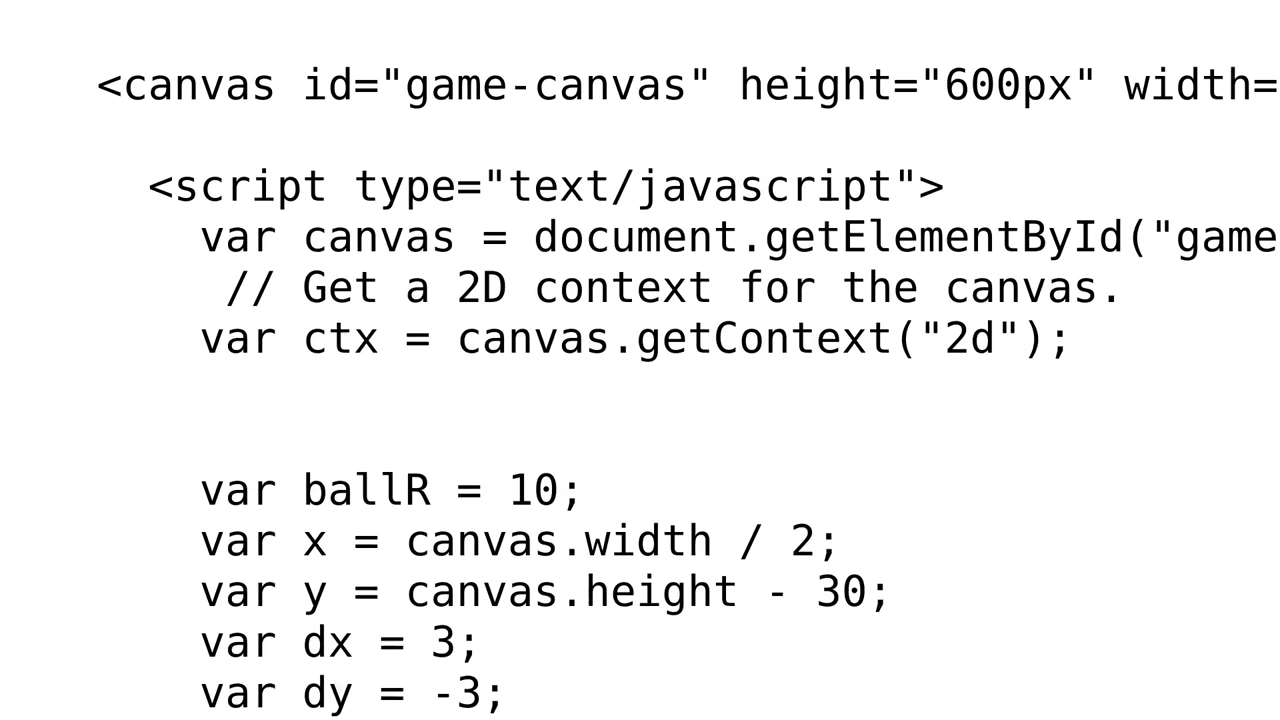 <canvas id="game-canvas" height="600px" width=
<script type="text/javascript">
var canvas = document.getElementById("game
// Get a 2D context for the canvas.
var ctx = canvas.getContext("2d");
var ballR = 10;
var x = canvas.width / 2;
var y = canvas.height - 30;
var dx = 3;
var dy = -3;